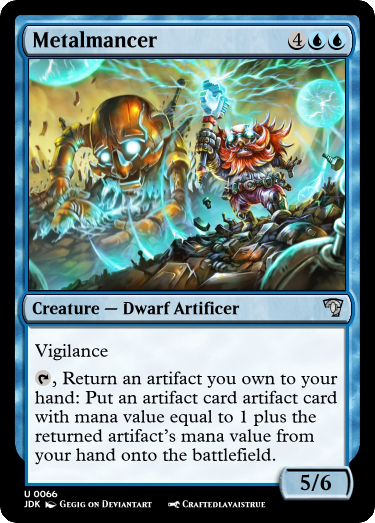 Metalmancer 4
Creature — Dwarf Artificer
Vigilance
, Return an artifact you own to your
hand: Put an artifact card artifact card
with mana value equal to 1 plus the
returned artifact's mana value from
your hand onto the battlefield.
5/6
U 0066
JDK Gegig on Deviantart Craftedlavaistrue